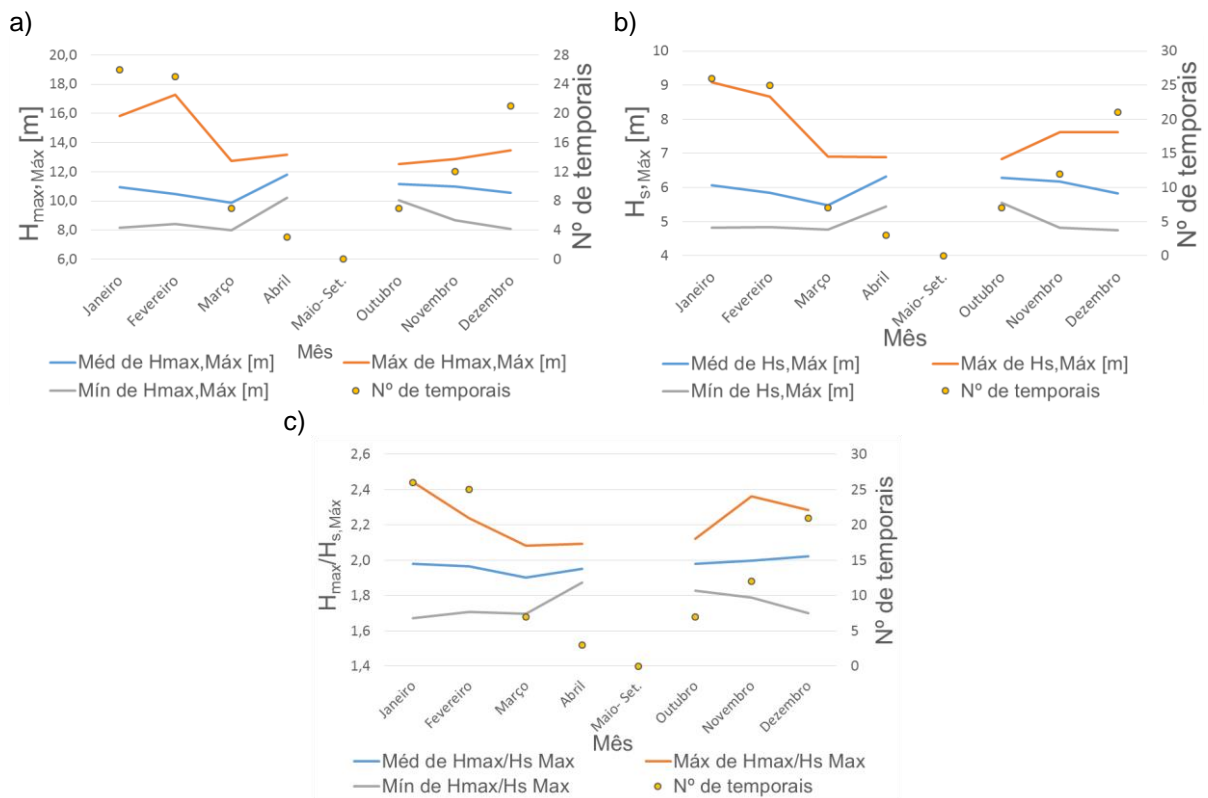 a)
H_max,Máx [m]
20,0
18,0
16,0
14,0
12,0
10,0
8,0
6,0
28
24
20
16
12
8
4
0
Nº de temporais
Janeiro
Fevereiro
Março
Abril
Maio- Set.
Outubro
Novembro
Dezembro
Mês
Méd de Hmax,Máx [m]
Máx de Hmax,Máx [m]
Mín de Hmax,Máx [m]
Nº de temporais
b)
H_s,Máx [m]
10
9
8
7
6
5
4
30
25
20
15
10
5
0
Nº de temporais
Janeiro
Fevereiro
Março
Abril
Maio- Set.
Outubro
Novembro
Dezembro
Mês
Méd de Hs,Máx [m]
Máx de Hs,Máx [m]
Mín de Hs,Máx [m]
Nº de temporais
c)
H_max/H_s,Máx
2,6
2,4
2,2
2,0
1,8
1,6
1,4
30
25
20
15
10
5
0
Nº de temporais
Janeiro
Fevereiro
Março
Abril
Maio- Set.
Outubro
Novembro
Dezembro
Mês
Méd de Hmax/Hs Max
Máx de Hmax/Hs Max
Mín de Hmax/Hs Max
Nº de temporais